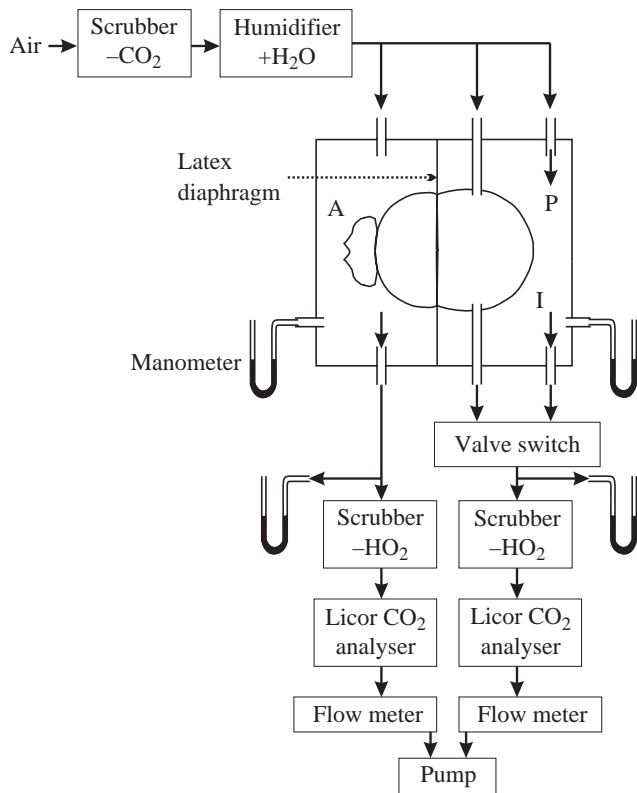 Air
Scrubber
–CO₂
Humidifier
+H₂O
Latex
diaphragm
A
P
I
Manometer
Valve switch
Scrubber
–HO₂
Scrubber
–HO₂
Licor CO₂
analyser
Licor CO₂
analyser
Flow meter
Flow meter
Pump